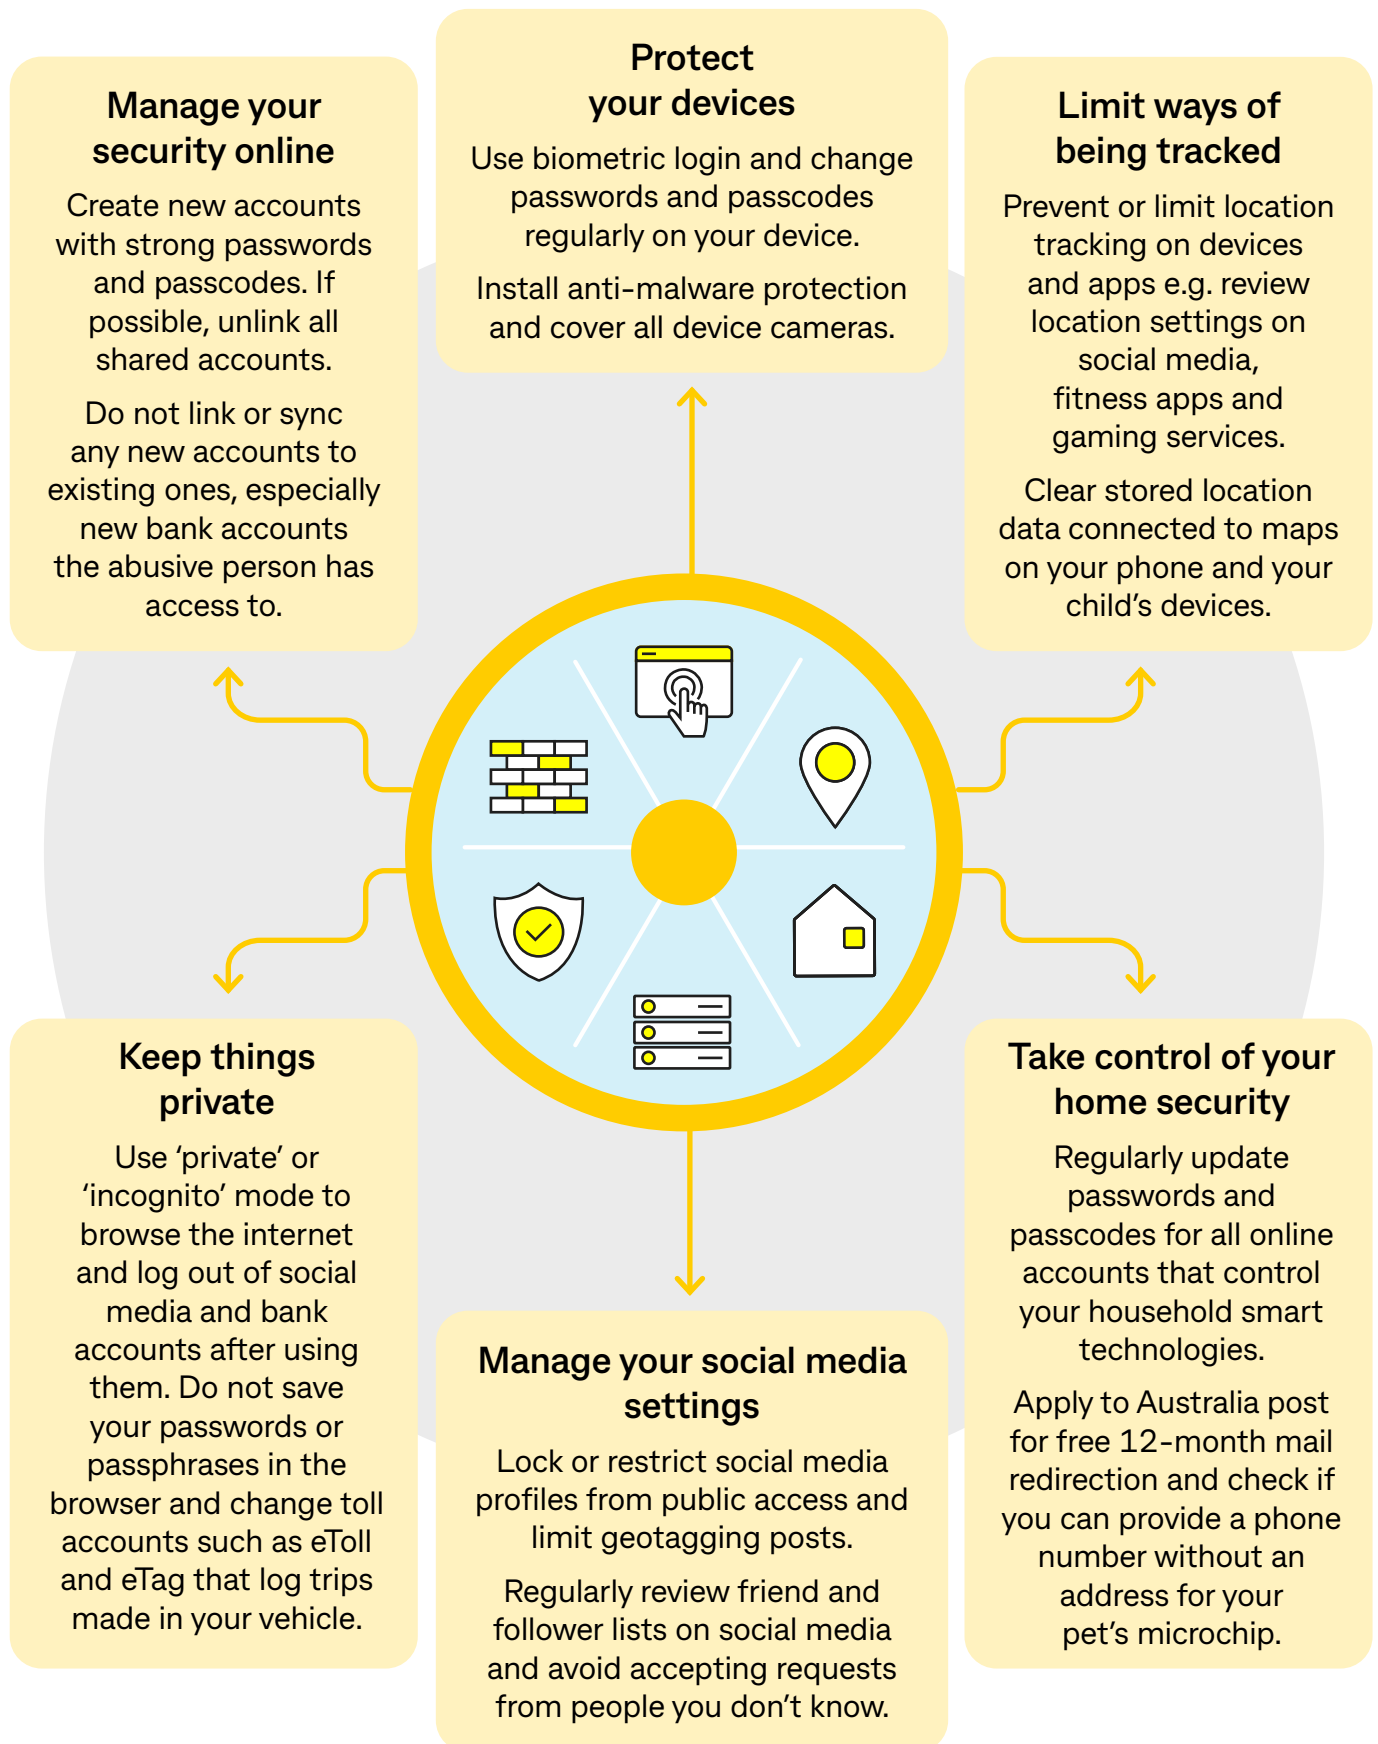 Protect
your devices
Use biometric login and change
passwords and passcodes
regularly on your device.
Install anti-malware protection
and cover all device cameras.
Manage your
security online
Create new accounts
with strong passwords
and passcodes. If
possible, unlink all
shared accounts.
Do not link or sync
any new accounts to
existing ones, especially
new bank accounts
the abusive person has
access to.
Limit ways of
being tracked
Prevent or limit location
tracking on devices
and apps e.g. review
location settings on
social media,
fitness apps and
gaming services.
Clear stored location
data connected to maps
on your phone and your
child’s devices.
Keep things
private
Use ‘private’ or
‘incognito’ mode to
browse the internet
and log out of social
media and bank
accounts after using
them. Do not save
your passwords or
passphrases in the
browser and change toll
accounts such as eToll
and eTag that log trips
made in your vehicle.
Manage your social media
settings
Lock or restrict social media
profiles from public access and
limit geotagging posts.
Regularly review friend and
follower lists on social media
and avoid accepting requests
from people you don’t know.
Take control of your
home security
Regularly update
passwords and
passcodes for all online
accounts that control
your household smart
technologies.
Apply to Australia post
for free 12-month mail
redirection and check if
you can provide a phone
number without an
address for your
pet’s microchip.